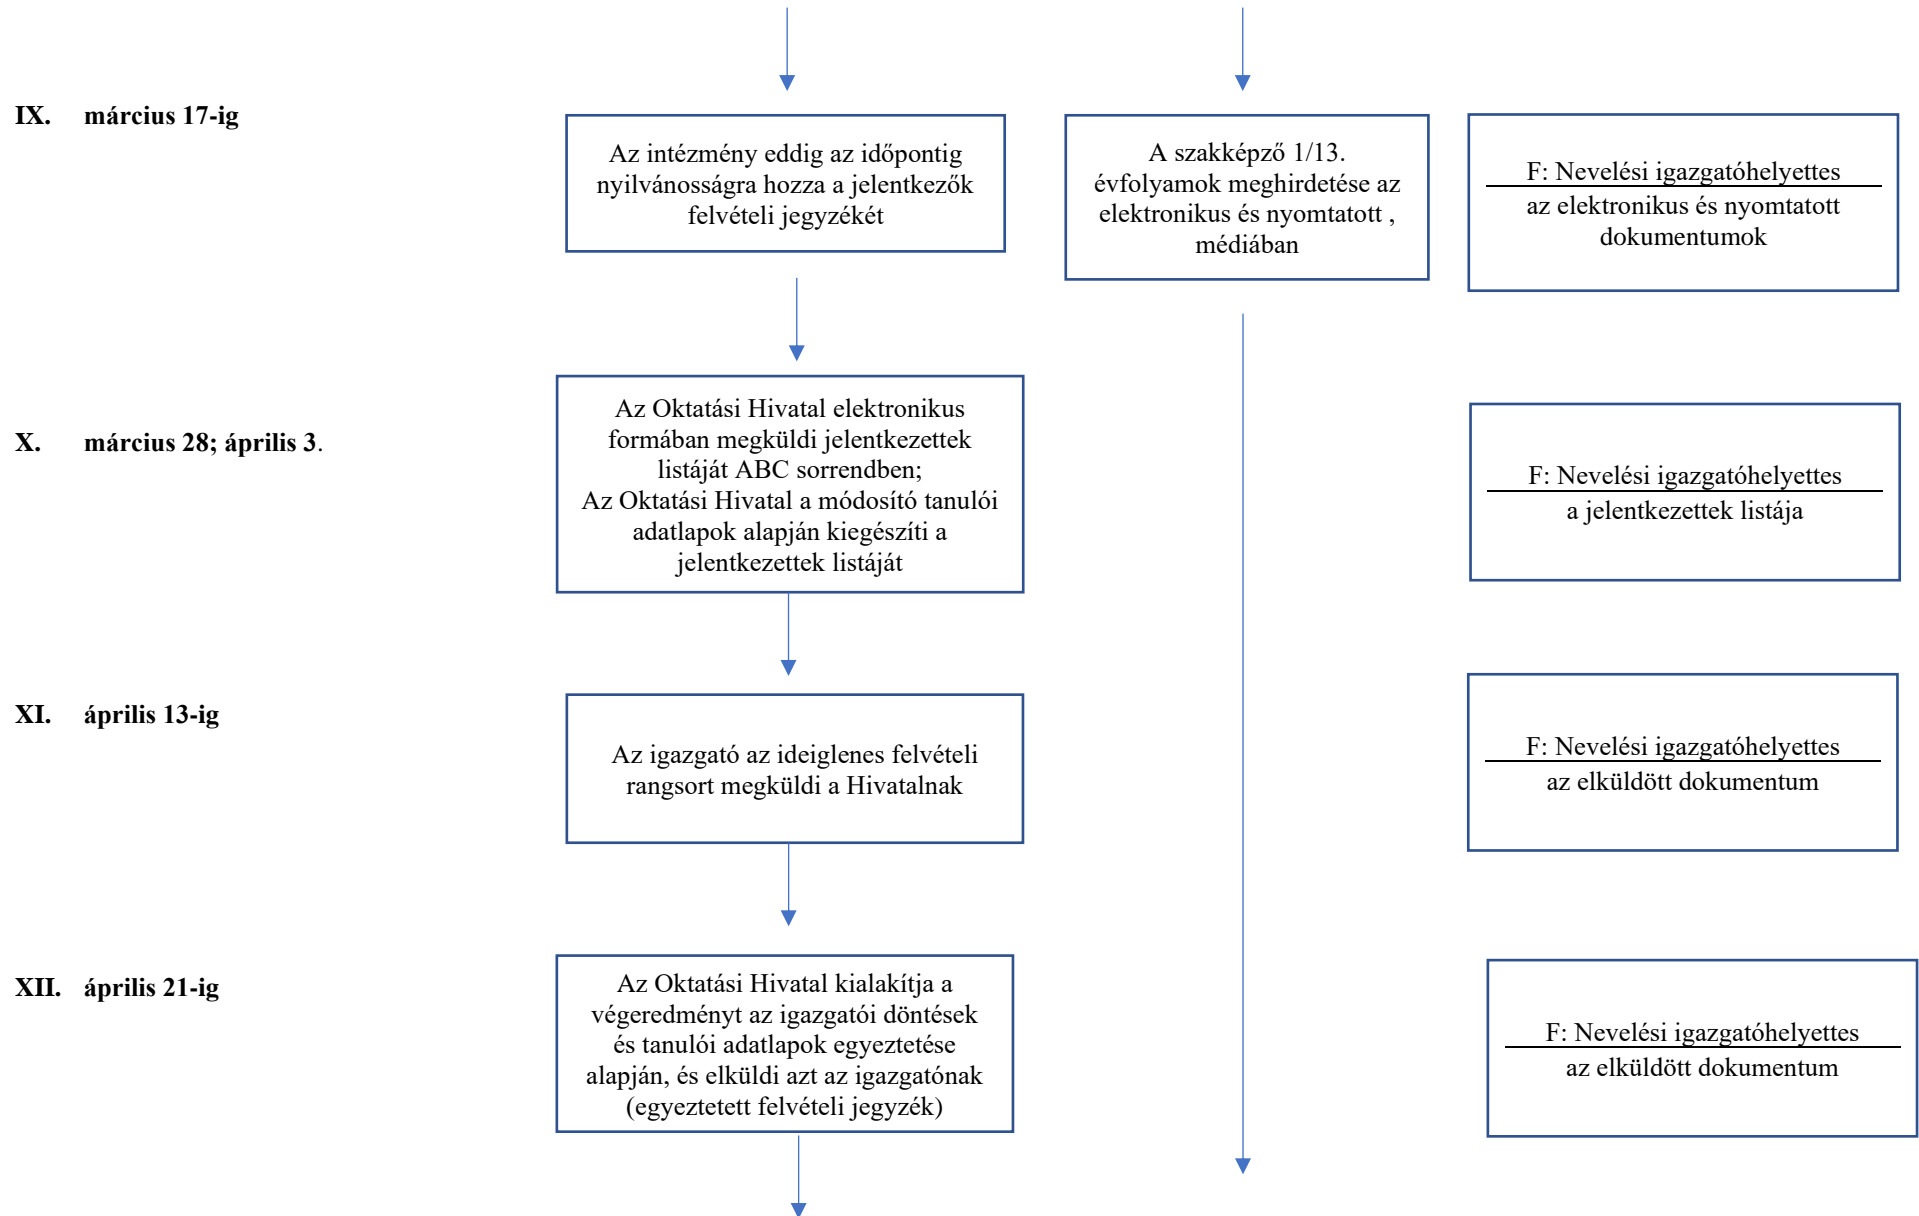 IX. március 17-ig
Az intézmény eddig az időpontig
nyilvánosságra hozza a jelentkezők
felvételi jegyzékét
A szakképző 1/13.
évfolyamok meghirdetése az
elektronikus és nyomtatott ,
médiában
F: Nevelési igazgatóhelyettes
az elektronikus és nyomtatott
dokumentumok
X. március 28; április 3.
Az Oktatási Hivatal elektronikus
formában megküldi jelentkezettek
listáját ABC sorrendben;
Az Oktatási Hivatal a módosító tanulói
adatlapok alapján kiegészíti a
jelentkezettek listáját
F: Nevelési igazgatóhelyettes
a jelentkezettek listája
XI. április 13-ig
Az igazgató az ideiglenes felvételi
rangsort megküldi a Hivatalnak
F: Nevelési igazgatóhelyettes
az elküldött dokumentum
XII. április 21-ig
Az Oktatási Hivatal kialakítja a
végeredményt az igazgatói döntések
és tanulói adatlapok egyeztetése
alapján, és elküldi azt az igazgatónak
(egyeztetett felvételi jegyzék)
F: Nevelési igazgatóhelyettes
az elküldött dokumentum